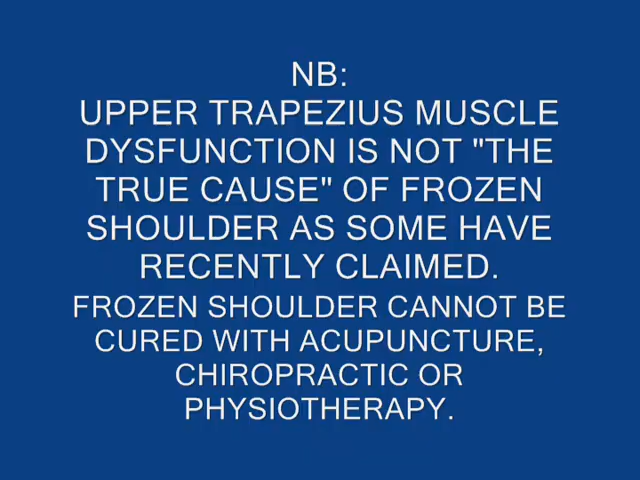 NB:
UPPER TRAPEZIUS MUSCLE
DYSFUNCTION IS NOT "THE
TRUE CAUSE" OF FROZEN
SHOULDER AS SOME HAVE
RECENTLY CLAIMED.
FROZEN SHOULDER CANNOT BE
CURED WITH ACUPUNCTURE,
CHIROPRACTIC OR
PHYSIOTHERAPY.